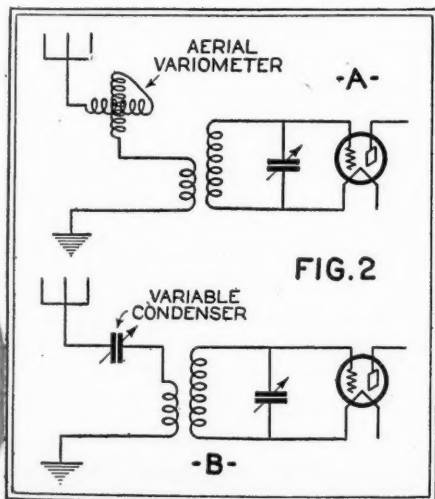 AERIAL
VARIOMETER
-A-
FIG.2
VARIABLE
CONDENSER
-B-